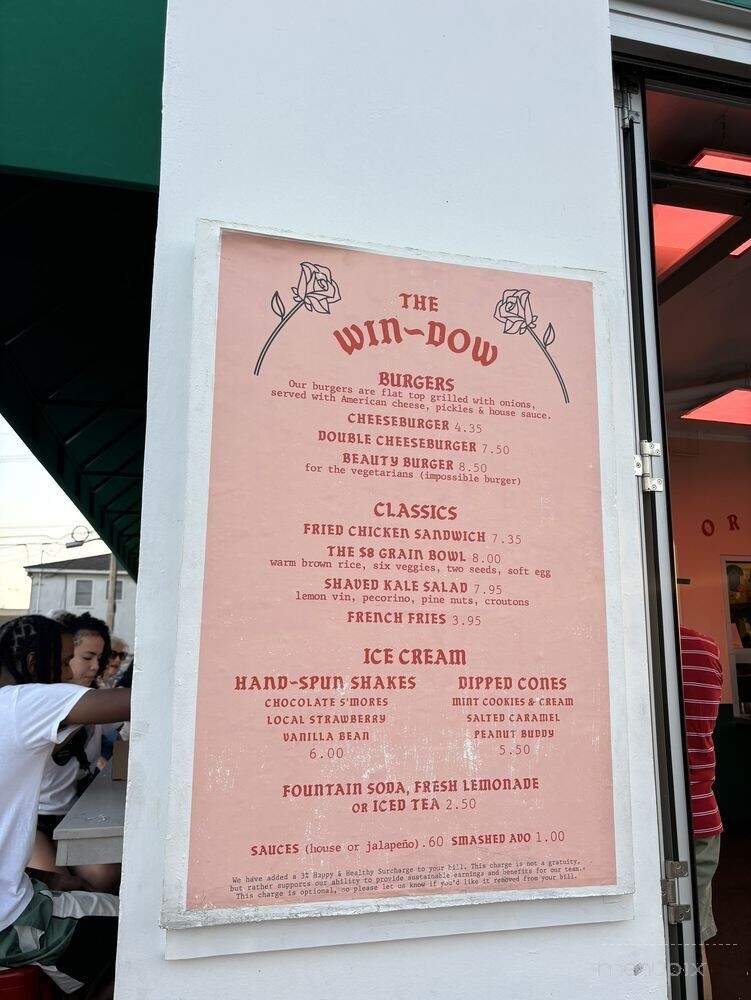 THE
WIN~DOW
BURGERS
Our burgers are flat top grilled with onions,
served with American cheese, pickles & house sauce.
CHEESEBURGER 4.35
DOUBLE CHEESEBURGER 7.50
BEAUTY BURGER 8.50
for the vegetarians (impossible burger)
CLASSICS
FRIED CHICKEN SANDWICH 7.35
THE $8 GRAIN BOWL 8.00
warm brown rice, six veggies, two seeds, soft egg
SHAVED KALE SALAD 7.95
lemon vin, pecorino, pine nuts, croutons
FRENCH FRIES 3.95
ICE CREAM
HAND-SPUN SHAKES
CHOCOLATE S'MORES
LOCAL STRAWBERRY
VANILLA BEAN
6.00
DIPPED CONES
MINT COOKIES & CREAM
SALTED CARAMEL
PEANUT BUDDY
5.50
FOUNTAIN SODA, FRESH LEMONADE
OR ICED TEA 2.50
SAUCES (house or jalapeño) .60 SMASHED AVO 1.00
We have added a 3% Happy & Healthy Surcharge to your bill. This charge is not a gratuity,
but rather supports our ability to provide sustainable earnings and benefits for our team.
This charge is optional, so please let us know if you'd like it removed from your bill.
OR
menupix